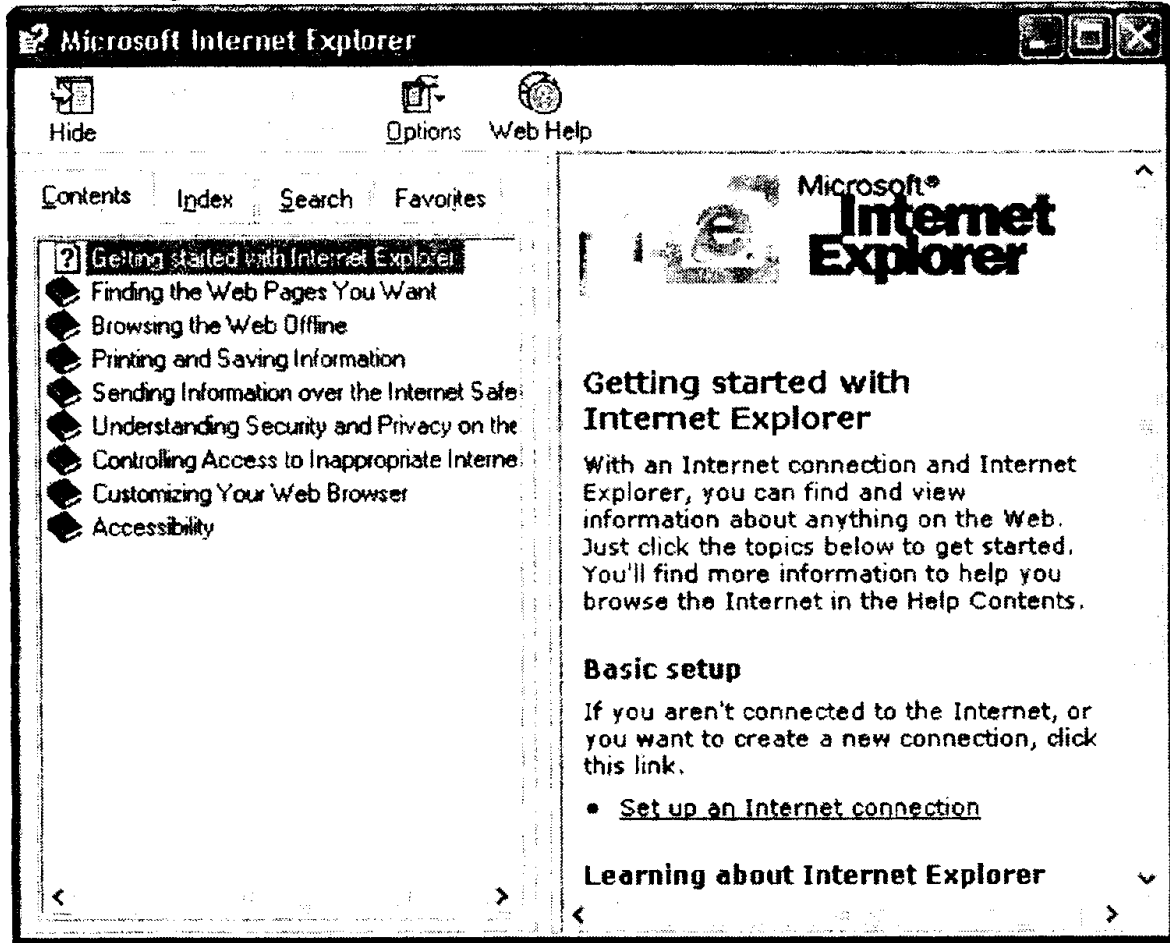 Microsoft Internet Explorer
Hide
Options
Web Help
Contents
Index
Search
Favorites
Getting started with Internet Explorer
Finding the Web Pages You Want
Browsing the Web Offline
Printing and Saving Information
Sending Information over the Internet Safe
Understanding Security and Privacy on the
Controlling Access to Inappropriate Interne
Customizing Your Web Browser
Accessibility
Microsoft®
Internet
Explorer
Getting started with
Internet Explorer
With an Internet connection and Internet
Explorer, you can find and view
information about anything on the Web.
Just click the topics below to get started.
You'll find more information to help you
browse the Internet in the Help Contents.
Basic setup
If you aren't connected to the Internet, or
you want to create a new connection, click
this link.
• Set up an Internet connection
Learning about Internet Explorer